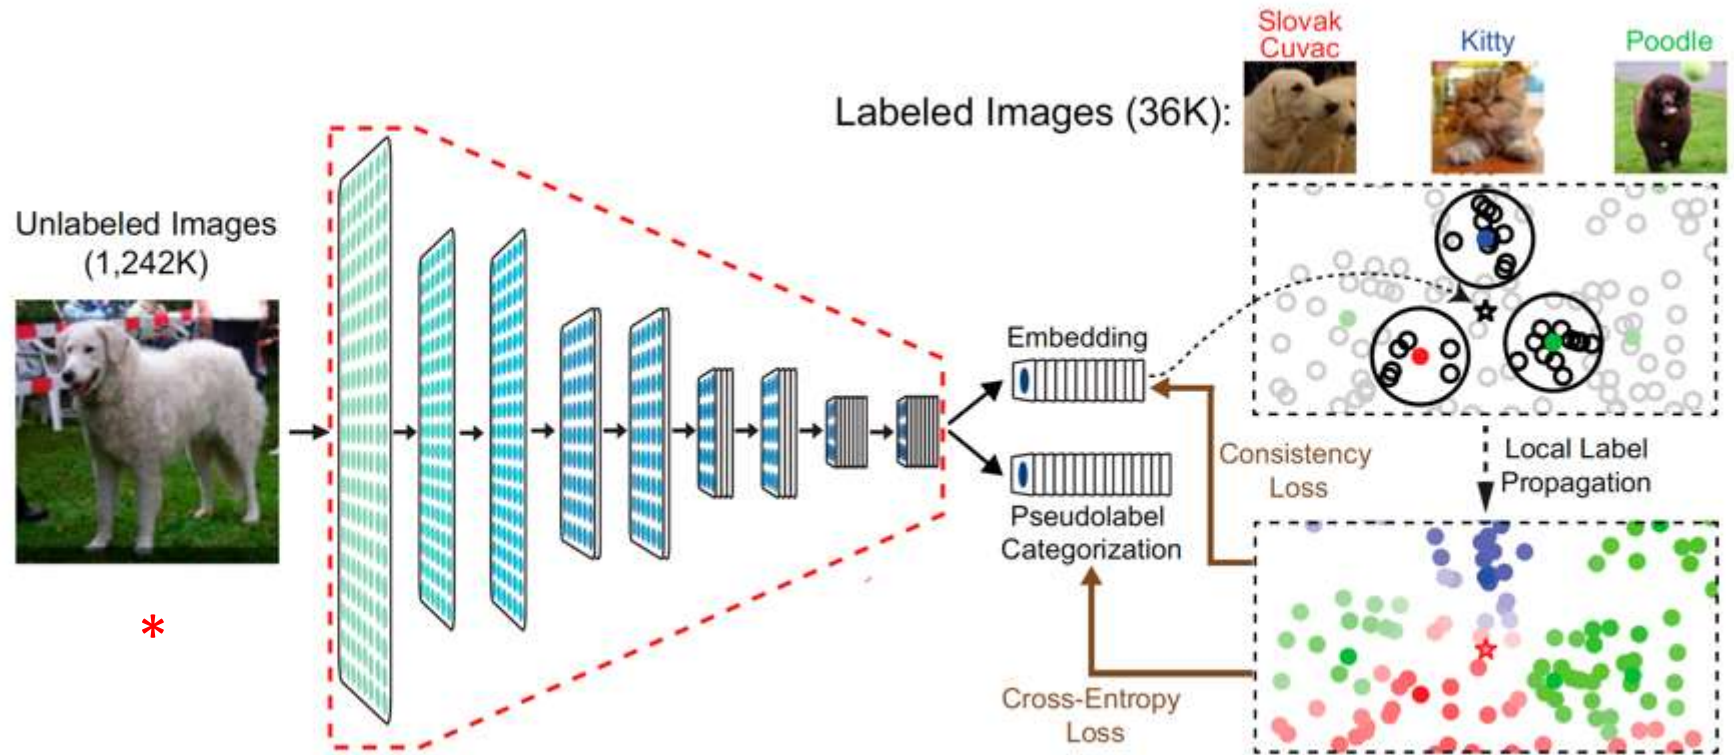 Slovak
Cuvac
Kitty
Poodle
Labeled Images (36K):
Unlabeled Images
(1,242K)
Embedding
Consistency
Loss
Local Label
Propagation
Pseudolabel
Categorization
*
Cross-Entropy
Loss